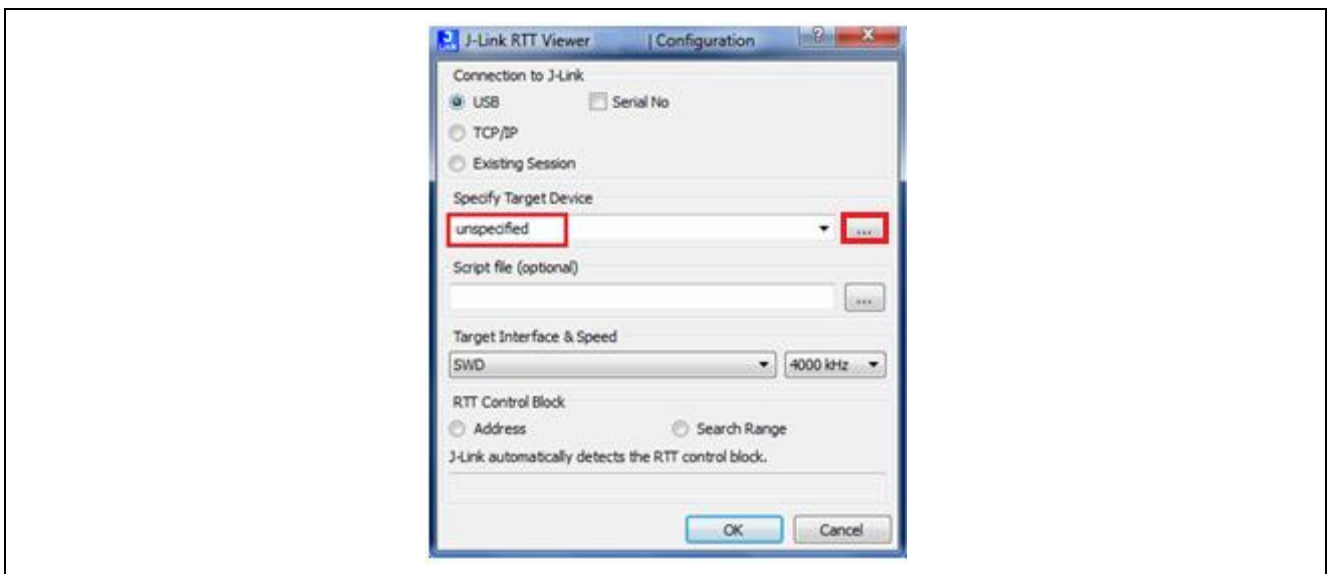 J-Link RTT Viewer | Configuration
Connection to J-Link
USB Serial No
TCP/IP
Existing Session
Specify Target Device
unspecified ...
Script file (optional)
...
Target Interface & Speed
SWD 4000 kHz
RTT Control Block
Address Search Range
J-Link automatically detects the RTT control block.
OK Cancel